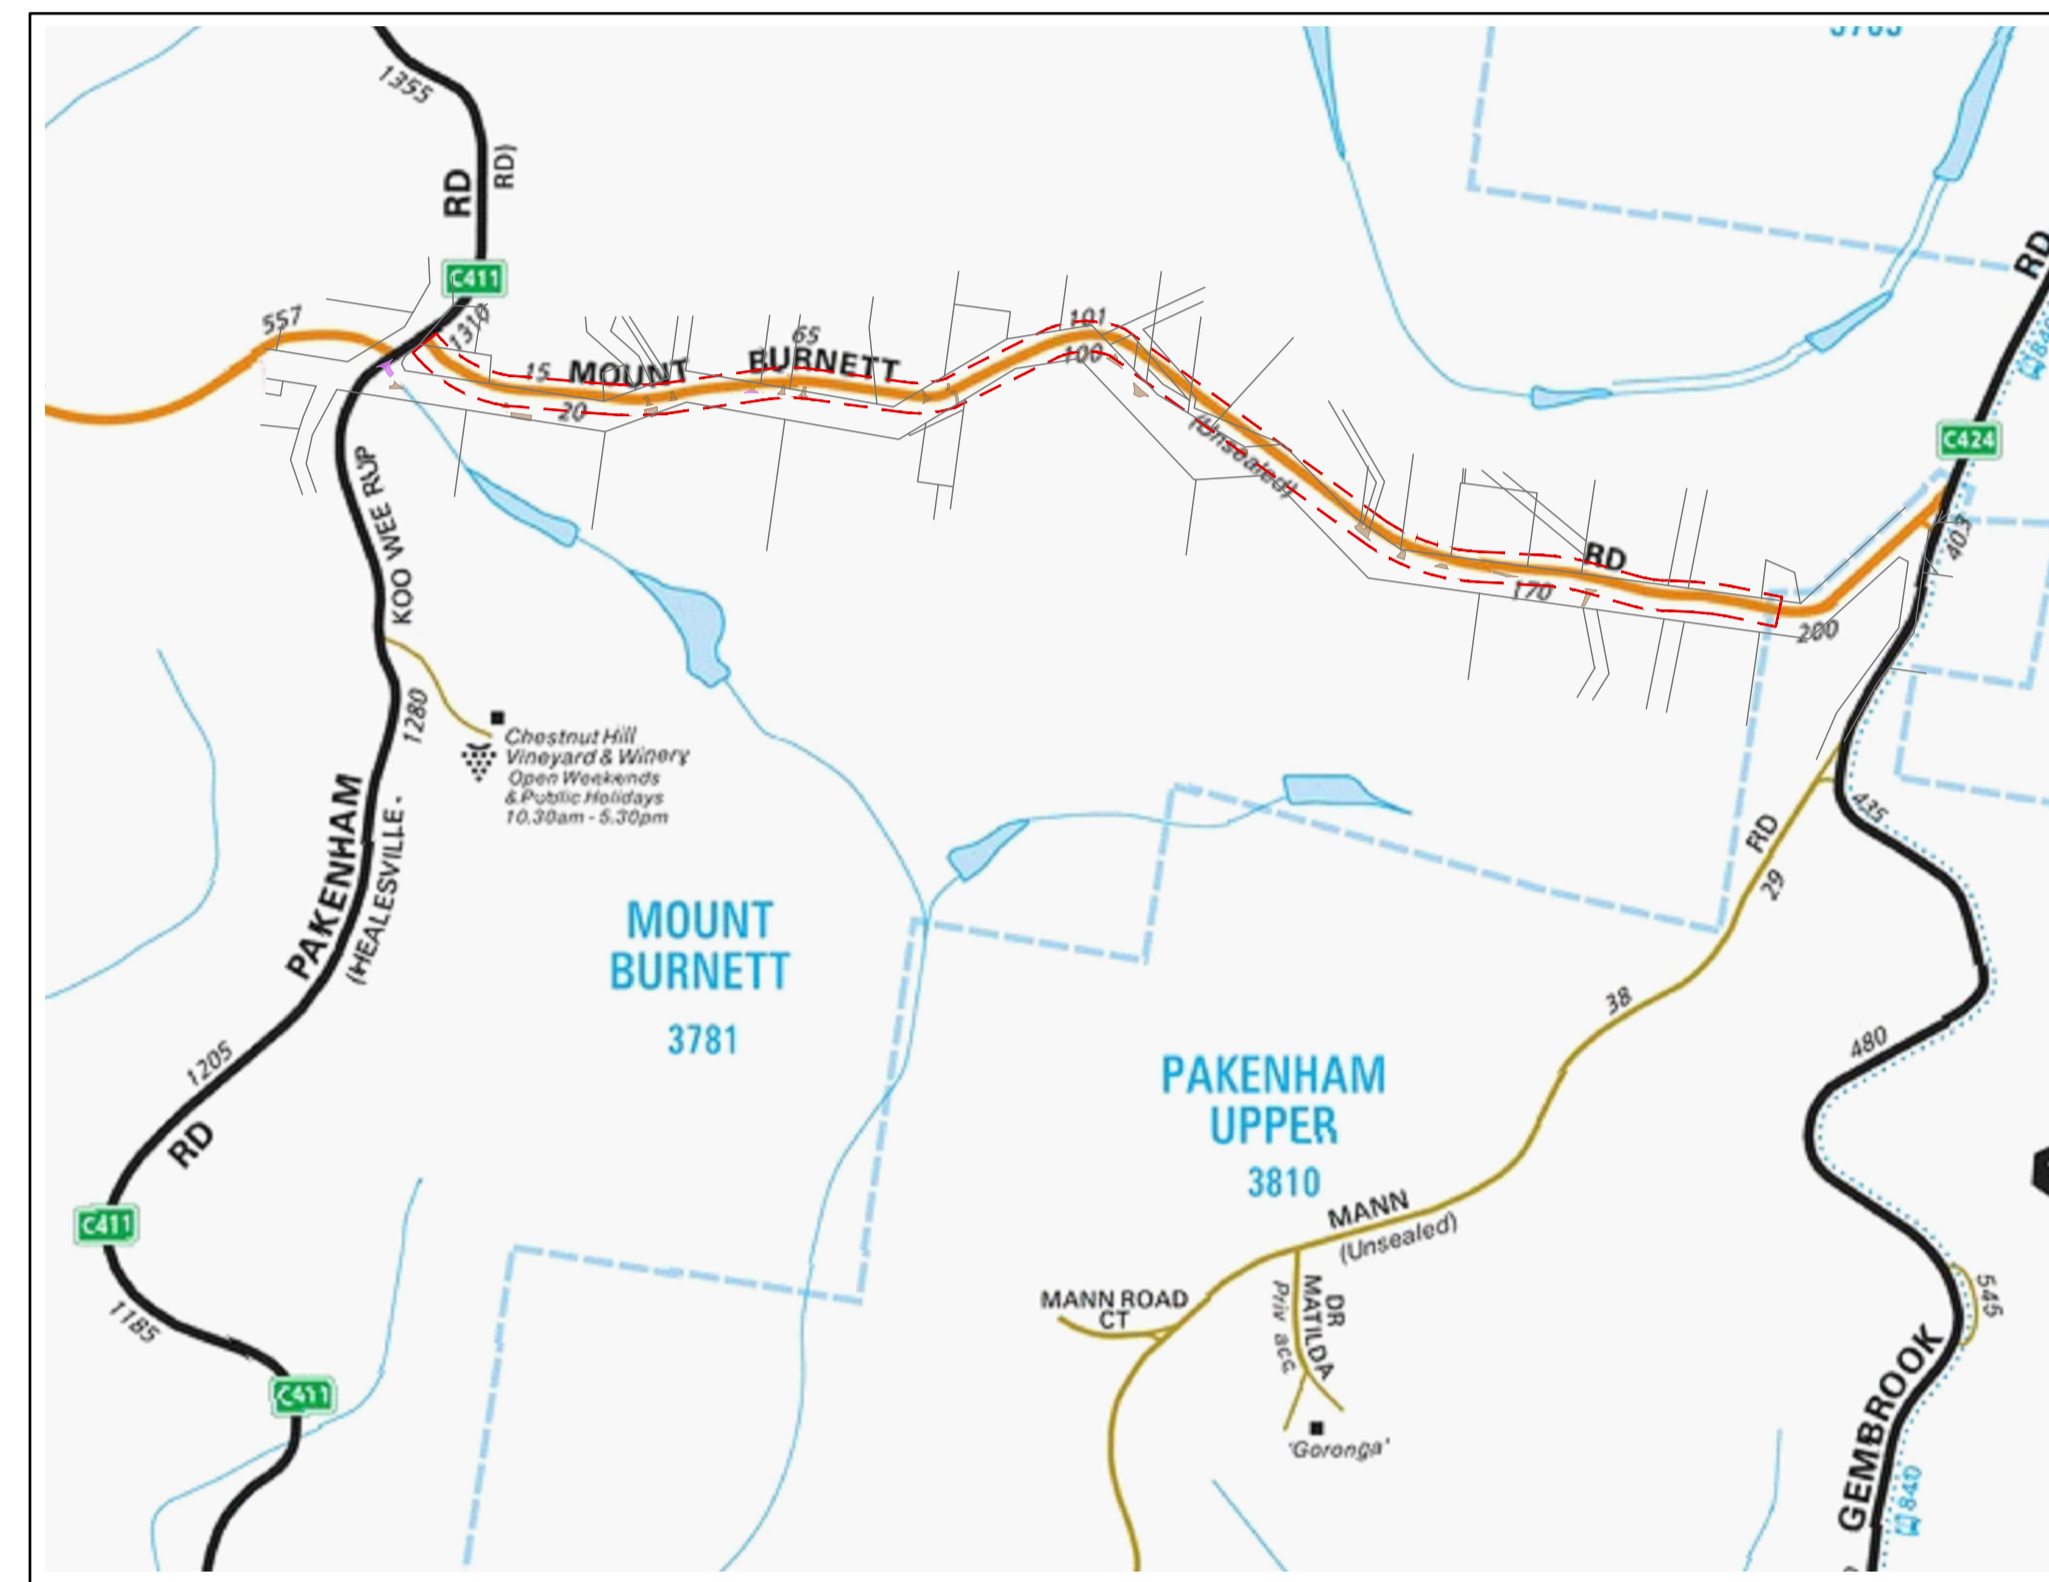 1355
RD
RD)
C411
557
1310
15
MOUNT
65
BURNETT
20
101
100
(Unsealed)
RD
170
200
RD
C424
403
KOO WEE RUP
1280
Chestnut Hill
Vineyard & Winery
Open Weekends
& Public Holidays
10.30am - 5.30pm
PAKENHAM
(HEALESVILLE -
MOUNT
BURNETT
3781
1205
RD
C411
1185
C411
435
RD
29
38
480
PAKENHAM
UPPER
3810
MANN
(Unsealed)
MANN ROAD
CT
MATILDA
DR
Priv acc
'Goronga'
545
GEMBROOK
840